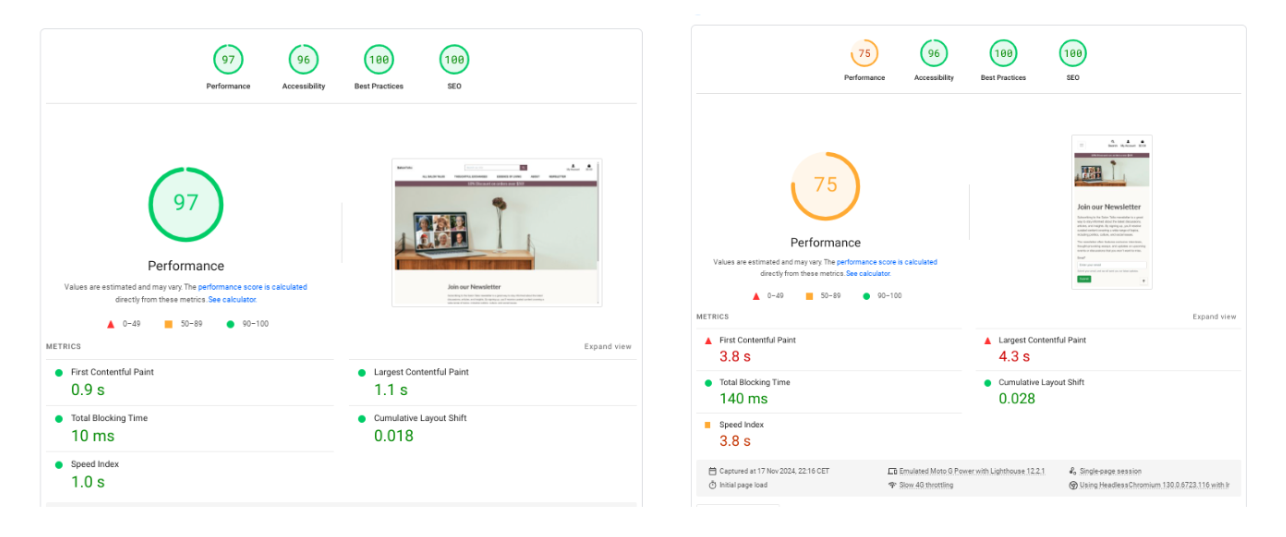 97
96
100
100
Performance
Accessibility
Best Practices
SEO
97
Performance
Values are estimated and may vary. The performance score is calculated
directly from these metrics. See calculator.
0–49
50–89
90–100
METRICS
Expand view
First Contentful Paint
0.9 s
Largest Contentful Paint
1.1 s
Total Blocking Time
10 ms
Cumulative Layout Shift
0.018
Speed Index
1.0 s
Join our Newsletter
75
96
100
100
Performance
Accessibility
Best Practices
SEO
75
Performance
Values are estimated and may vary. The performance score is calculated
directly from these metrics. See calculator.
0–49
50–89
90–100
Join our Newsletter
METRICS
Expand view
First Contentful Paint
3.8 s
Largest Contentful Paint
4.3 s
Total Blocking Time
140 ms
Cumulative Layout Shift
0.028
Speed Index
3.8 s
Captured at 17 Nov 2024, 22:16 CET
Emulated Moto G Power with Lighthouse 12.2.1
Single-page session
Initial page load
Slow 4G throttling
Using HeadlessChromium 130.0.6723.116 with lr